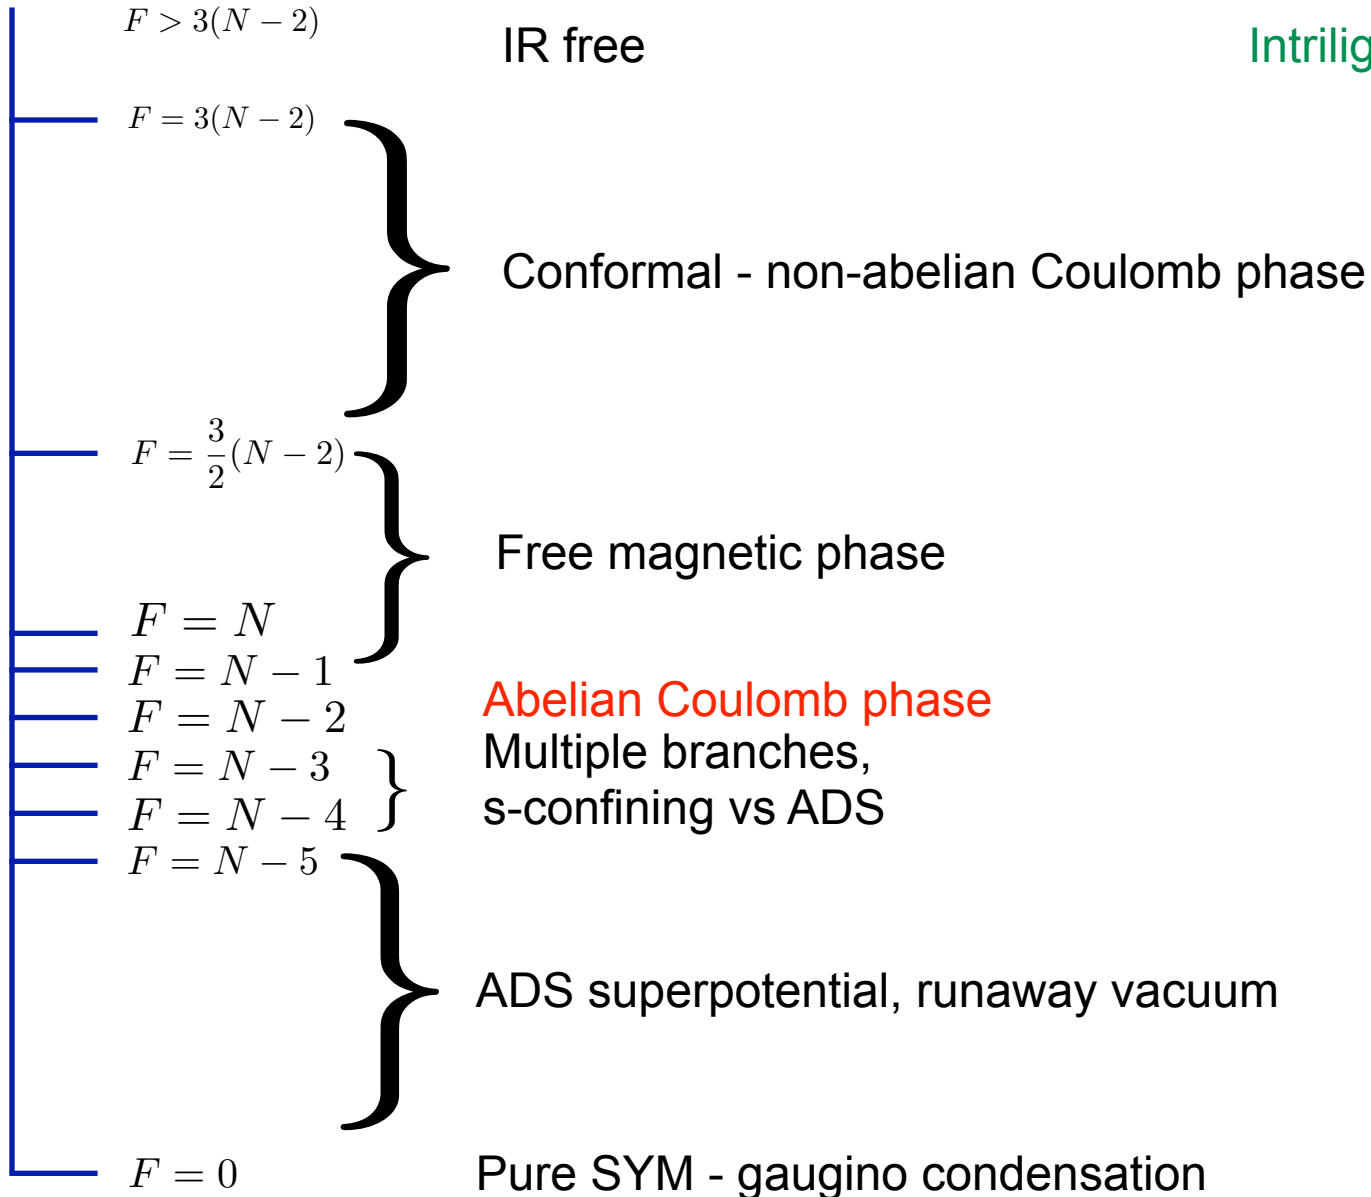 F > 3(N − 2)
IR free
Intrilig
F = 3(N − 2)
Conformal - non-abelian Coulomb phase
F = 3/2(N − 2)
Free magnetic phase
F = N
F = N − 1
Abelian Coulomb phase
F = N − 2
Multiple branches,
F = N − 3
s-confining vs ADS
F = N − 4
F = N − 5
ADS superpotential, runaway vacuum
F = 0
Pure SYM - gaugino condensation